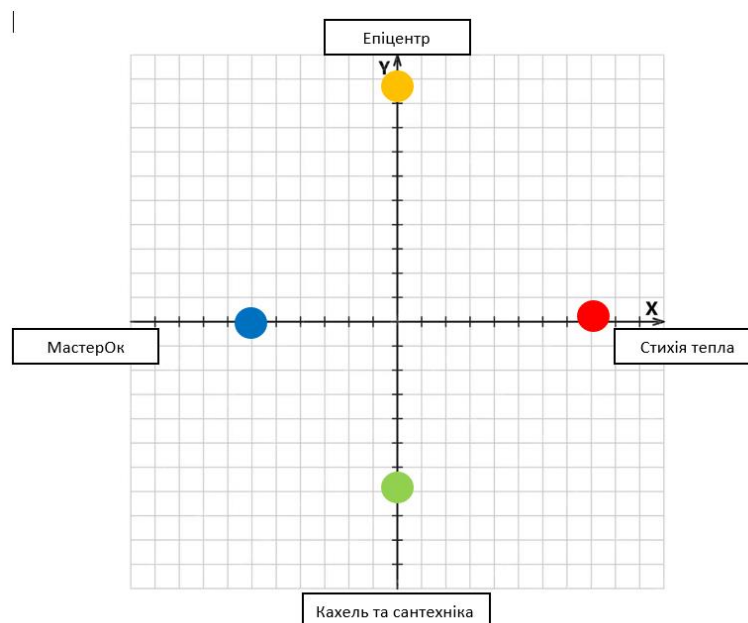 Епіцентр
Y
X
МастерОк
Стихія тепла
Кахель та сантехніка